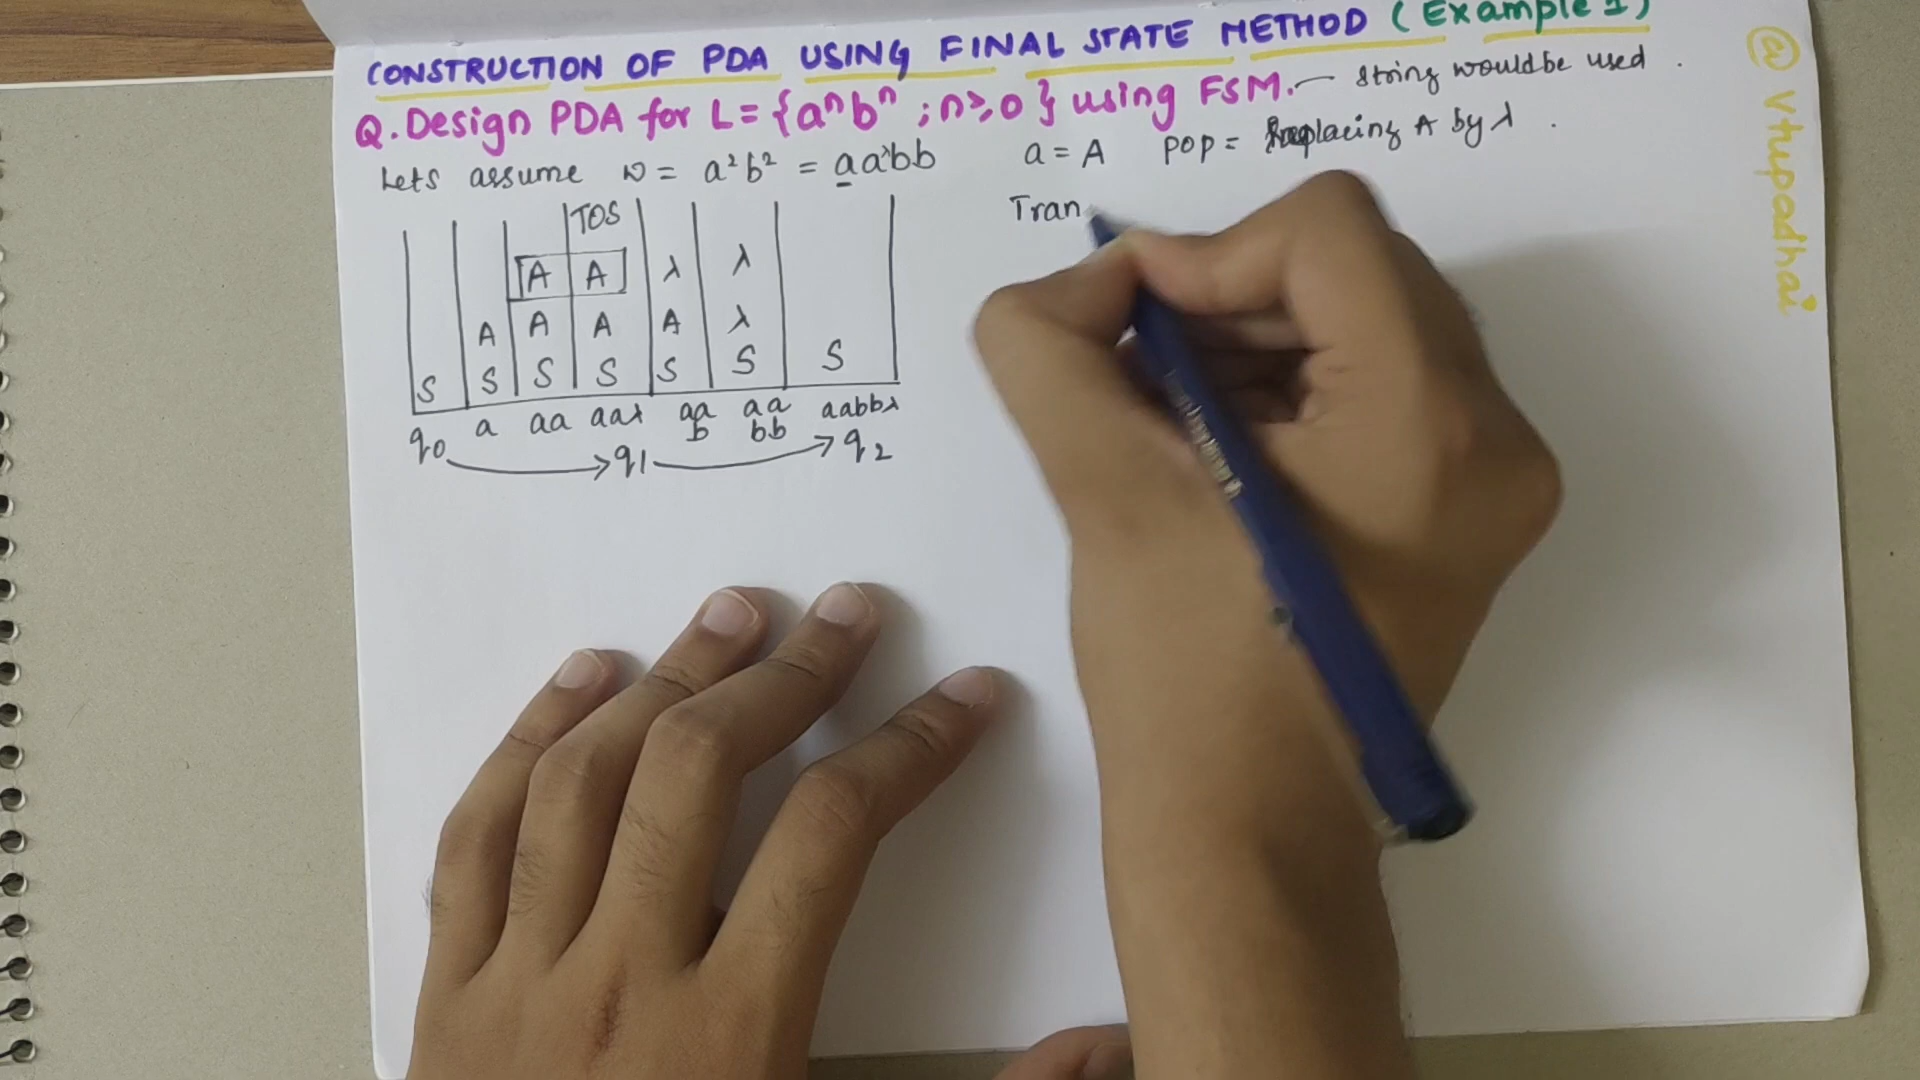 CONSTRUCTION OF PDA USING FINAL STATE METHOD (Example 1)
Q. Design PDA for L = {aⁿbⁿ ; n≥0} using FSM. — string would be used .
Lets assume w = a²b² = aaλbb a = A pop = Replacing A by λ .
Tran
TOS
A A λ λ
A A A A λ
S S S S S S S
a aa aaλ aa b aa bb aabbλ
q0 → q1 → q2
@Vtupadhai